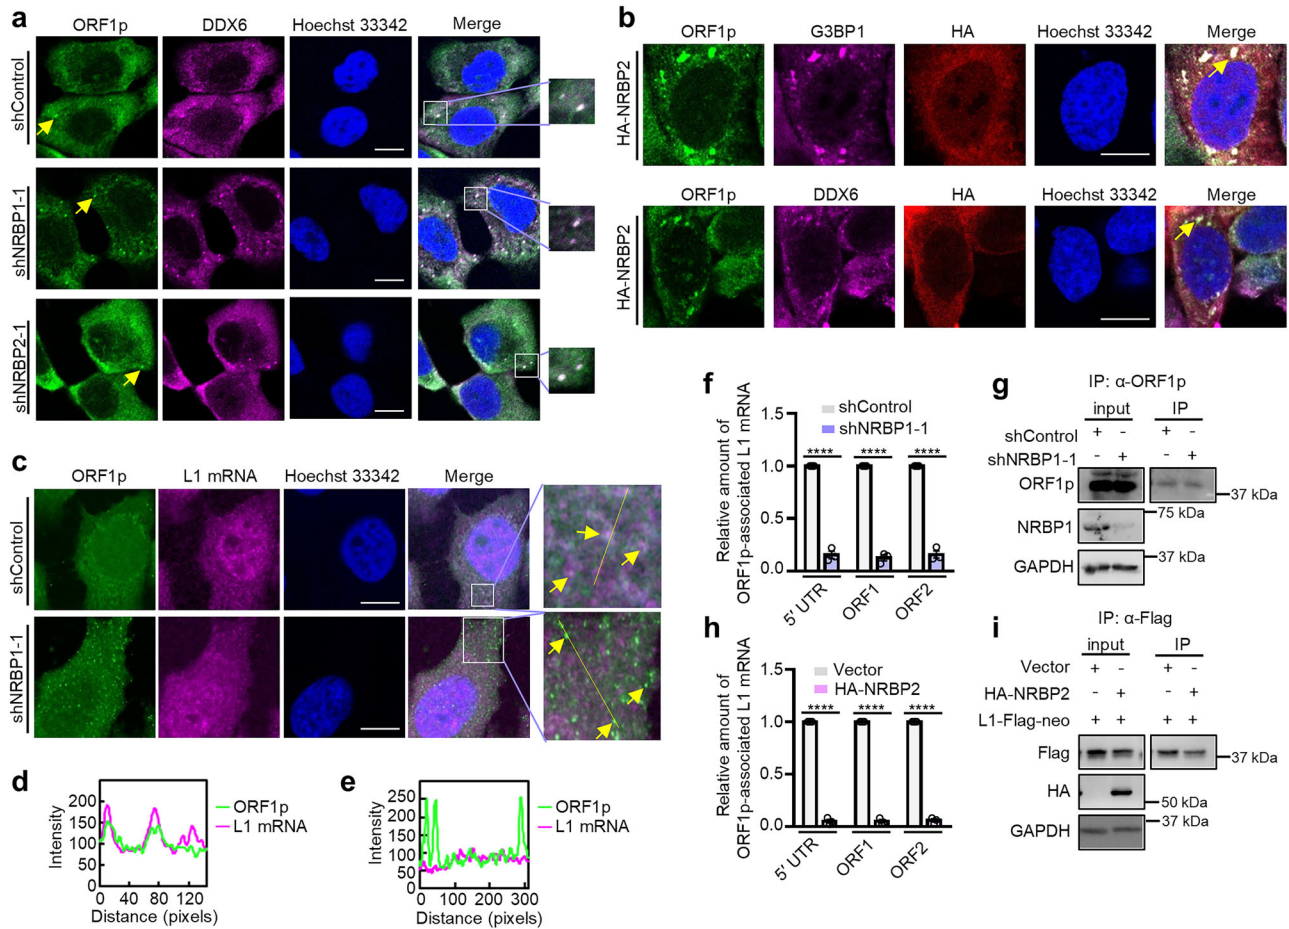 a
ORF1p DDX6 Hoechst 33342 Merge
shControl
shNRBP1-1
shNRBP2-1
b
ORF1p G3BP1 HA Hoechst 33342 Merge
HA-NRBP2
ORF1p DDX6 HA Hoechst 33342 Merge
HA-NRBP2
c
ORF1p L1 mRNA Hoechst 33342 Merge
shControl
shNRBP1-1
d
Intensity
200
150
100
50
0
0 40 80 120
Distance (pixels)
ORF1p
L1 mRNA
e
Intensity
250
200
150
100
50
0
0 100 200 300
Distance (pixels)
ORF1p
L1 mRNA
f
Relative amount of
ORF1p-associated L1 mRNA
shControl
shNRBP1-1
1.5
1.0
0.5
0.0
**** **** ****
5' UTR ORF1 ORF2
g
IP: α-ORF1p
input IP
shControl + - + -
shNRBP1-1 - + - +
ORF1p
37 kDa
NRBP1
75 kDa
GAPDH
37 kDa
h
Relative amount of
ORF1p-associated L1 mRNA
Vector
HA-NRBP2
1.5
1.0
0.5
0.0
**** **** ****
5' UTR ORF1 ORF2
i
IP: α-Flag
input IP
Vector + - + -
HA-NRBP2 - + - +
L1-Flag-neo + + + +
Flag
37 kDa
HA
50 kDa
GAPDH
37 kDa